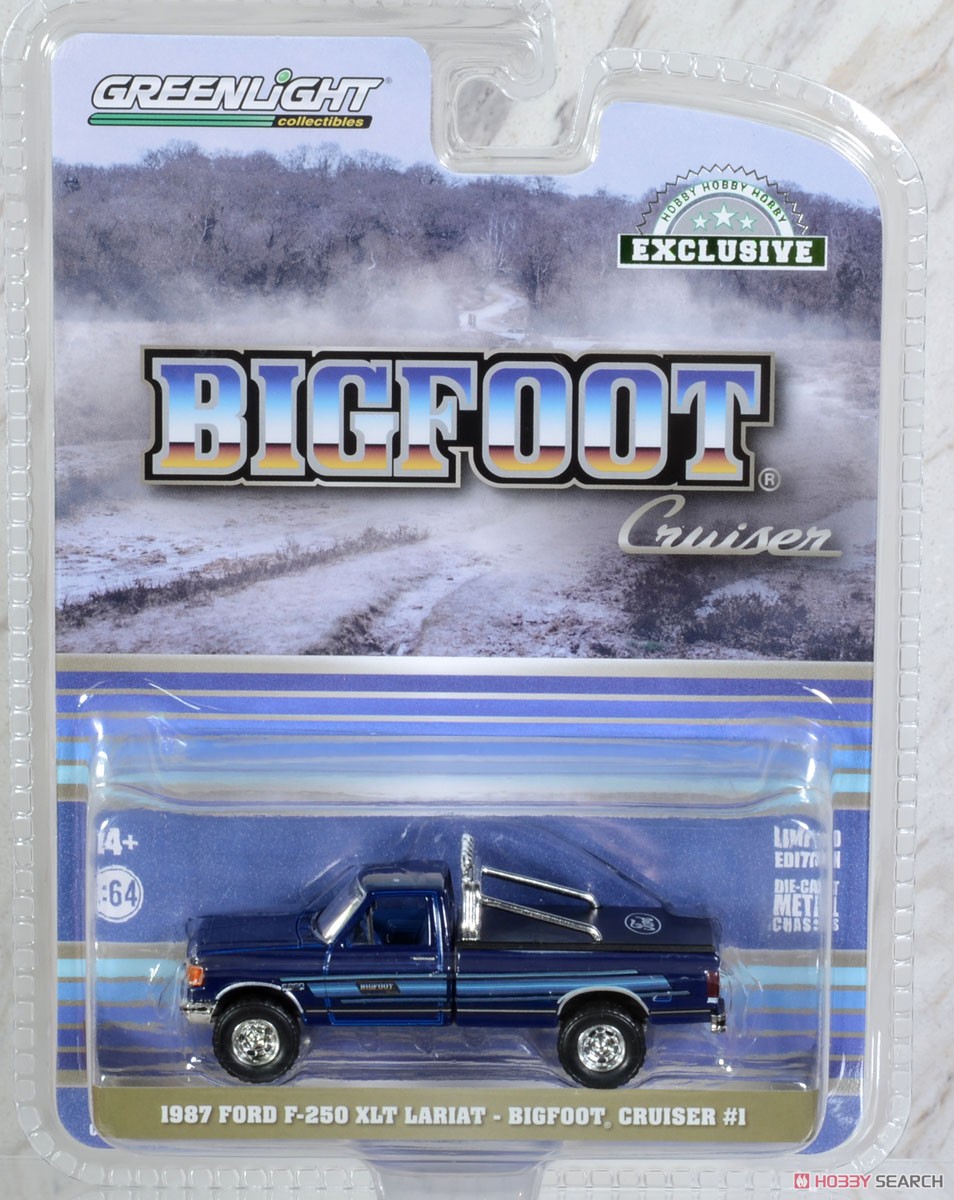 GREENLIGHT®
collectibles
HOBBY HOBBY HOBBY
EXCLUSIVE
BIGFOOT®
Cruiser
14+
1:64
LIMITED
EDITION
DIE-CAST
METAL
CHASSIS
BIGFOOT
1987 FORD F-250 XLT LARIAT - BIGFOOT® CRUISER #1
HOBBY SEARCH